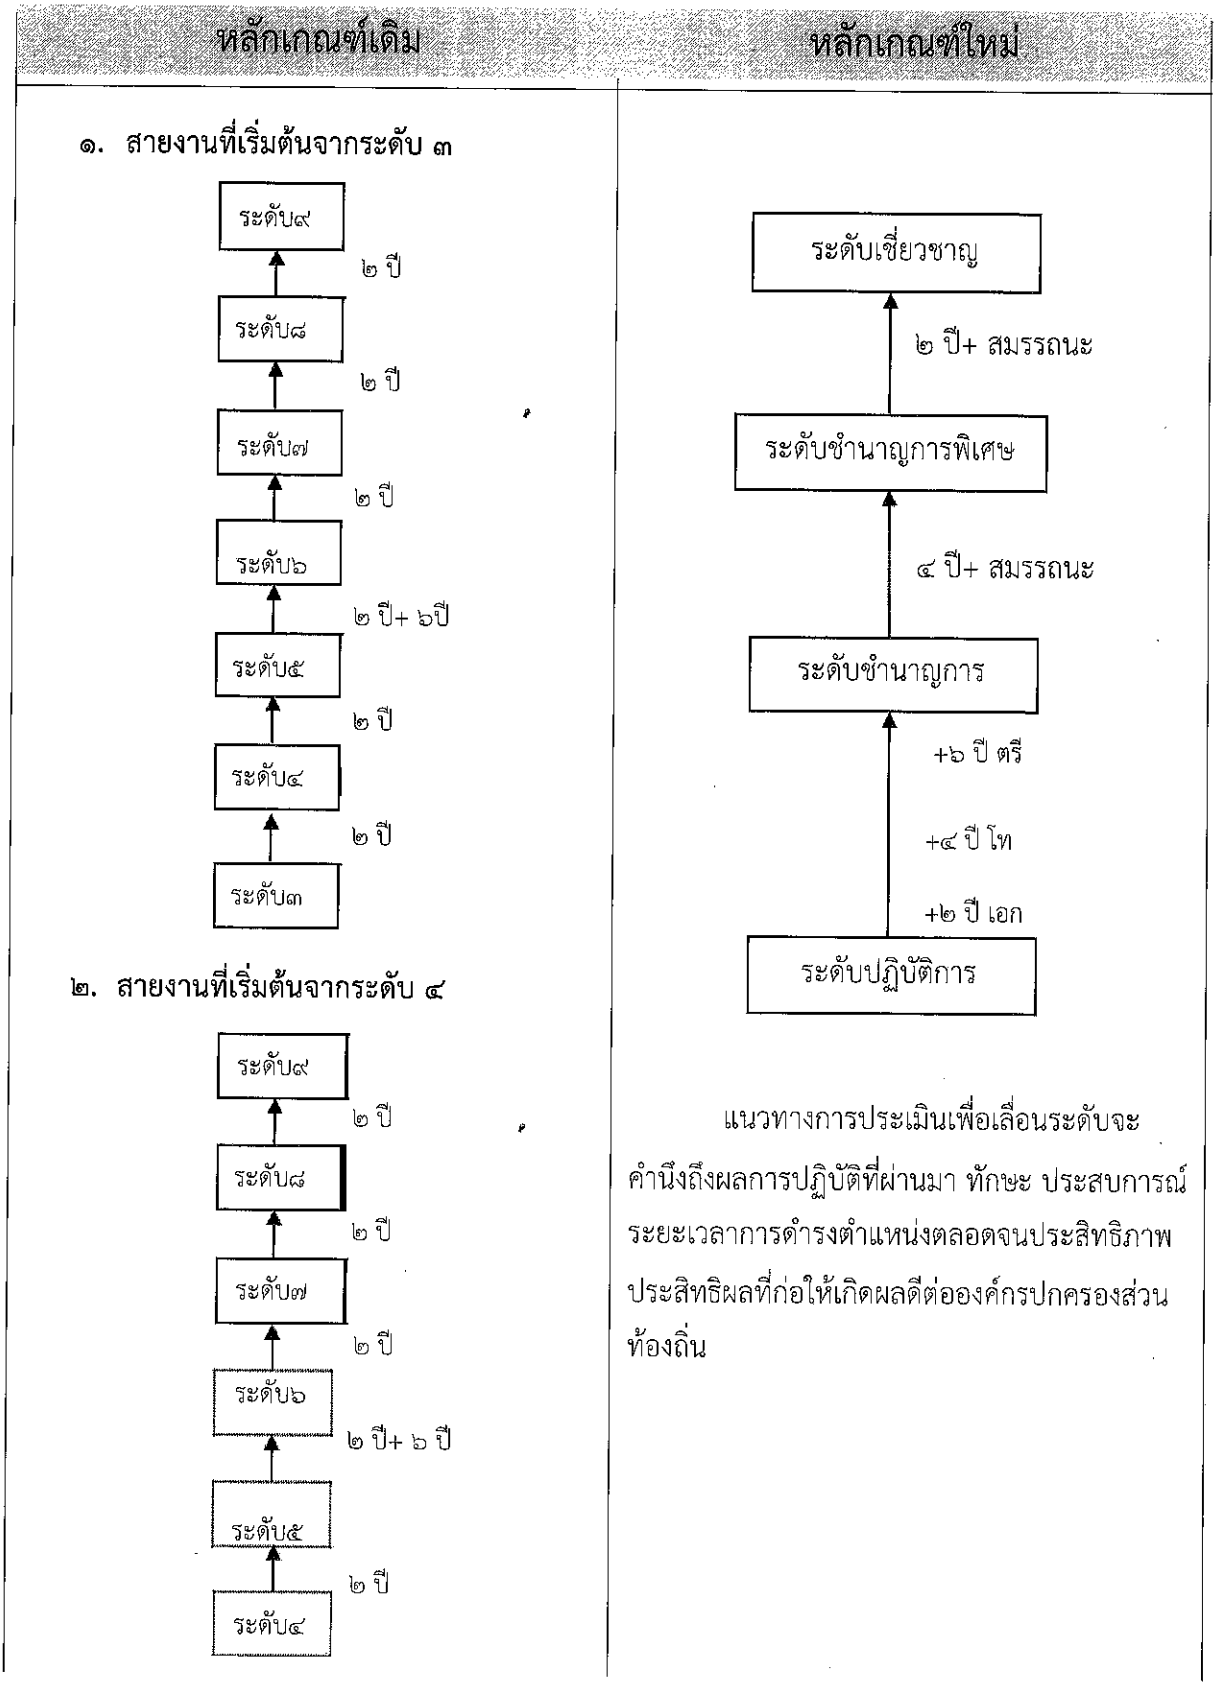 หลักเกณฑ์เดิม
หลักเกณฑ์ใหม่
๑. สายงานที่เริ่มต้นจากระดับ ๓
ระดับ๙
๒ ปี
ระดับ๘
๒ ปี
ระดับ๗
๒ ปี
ระดับ๖
๒ ปี+ ๖ปี
ระดับ๕
๒ ปี
ระดับ๔
๒ ปี
ระดับ๓
๒. สายงานที่เริ่มต้นจากระดับ ๔
ระดับ๙
๒ ปี
ระดับ๘
๒ ปี
ระดับ๗
๒ ปี
ระดับ๖
๒ ปี+ ๖ ปี
ระดับ๕
๒ ปี
ระดับ๔
ระดับเชี่ยวชาญ
๒ ปี+ สมรรถนะ
ระดับชำนาญการพิเศษ
๔ ปี+ สมรรถนะ
ระดับชำนาญการ
+๖ ปี ตรี
+๔ ปี โท
+๒ ปี เอก
ระดับปฏิบัติการ
แนวทางการประเมินเพื่อเลื่อนระดับจะ
คำนึงถึงผลการปฏิบัติที่ผ่านมา ทักษะ ประสบการณ์
ระยะเวลาการดำรงตำแหน่งตลอดจนประสิทธิภาพ
ประสิทธิผลที่ก่อให้เกิดผลดีต่อองค์กรปกครองส่วน
ท้องถิ่น